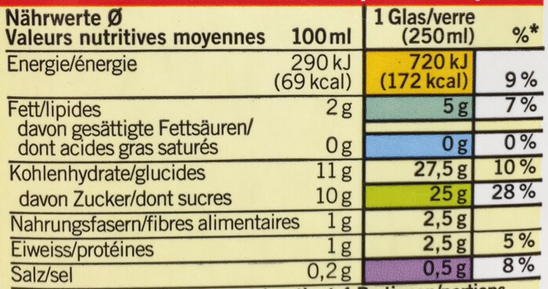 Nährwerte Ø 1 Glas/verre
Valeurs nutritives moyennes 100 ml (250 ml) %*
Energie/énergie 290 kJ 720 kJ
(69 kcal) (172 kcal) 9 %
Fett/lipides 2 g 5 g 7 %
davon gesättigte Fettsäuren/
dont acides gras saturés 0 g 0 g 0 %
Kohlenhydrate/glucides 11 g 27,5 g 10 %
davon Zucker/dont sucres 10 g 25 g 28 %
Nahrungsfasern/fibres alimentaires 1 g 2,5 g
Eiweiss/protéines 1 g 2,5 g 5 %
Salz/sel 0,2 g 0,5 g 8 %